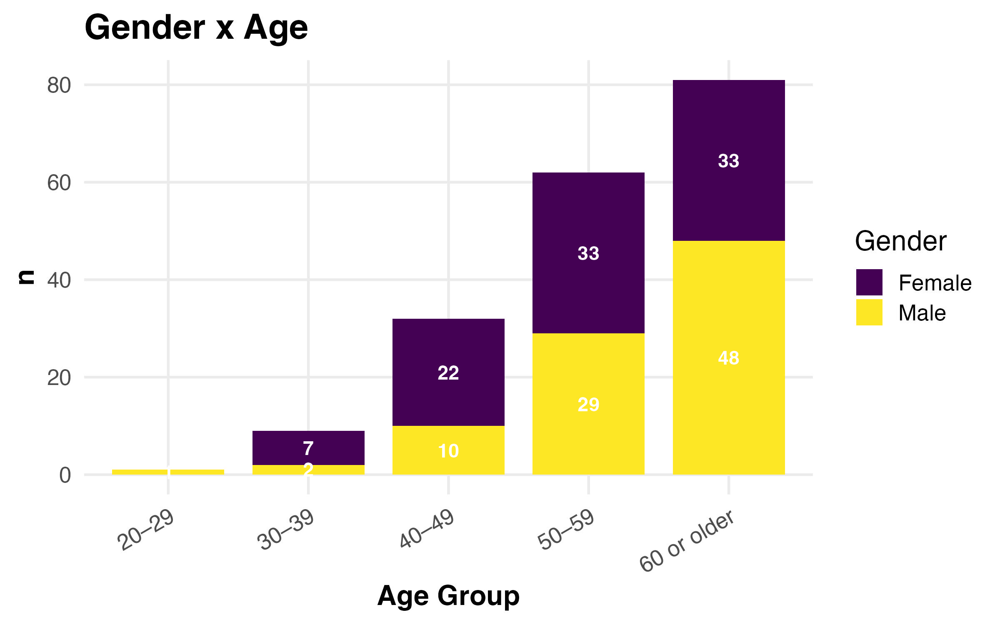 Gender x Age
80
60
40
20
0
n
33
33
48
22
29
7
10
2
1
20–29
30–39
40–49
50–59
60 or older
Age Group
Gender
Female
Male